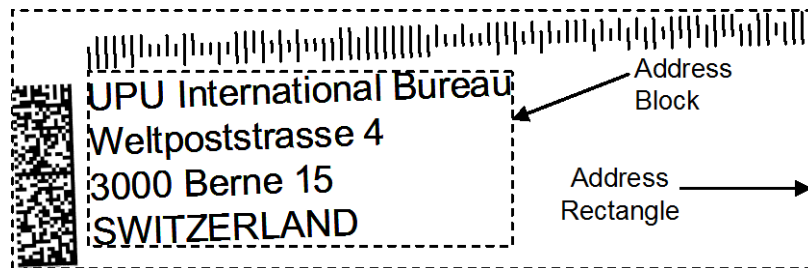 UPU International Bureau
Weltpoststrasse 4
3000 Berne 15
SWITZERLAND
Address
Block
Address
Rectangle